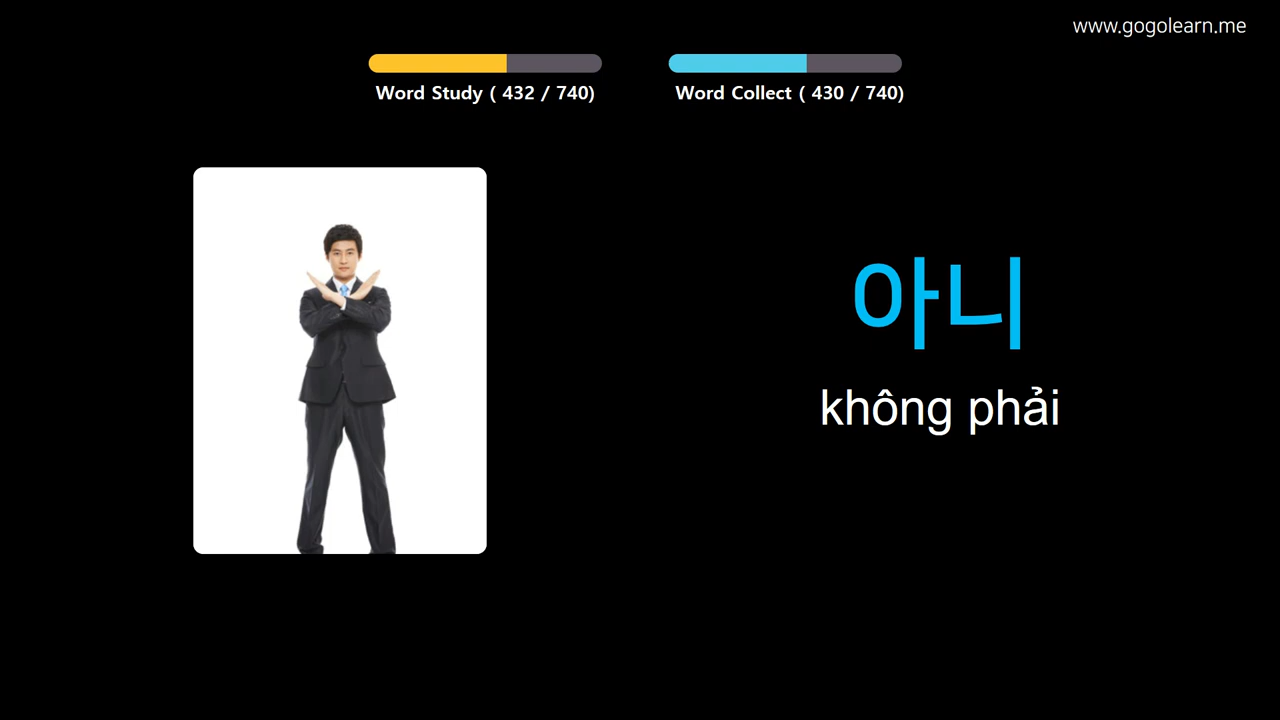 www.gogolearn.me
Word Study ( 432 / 740)
Word Collect ( 430 / 740)
아니
không phải